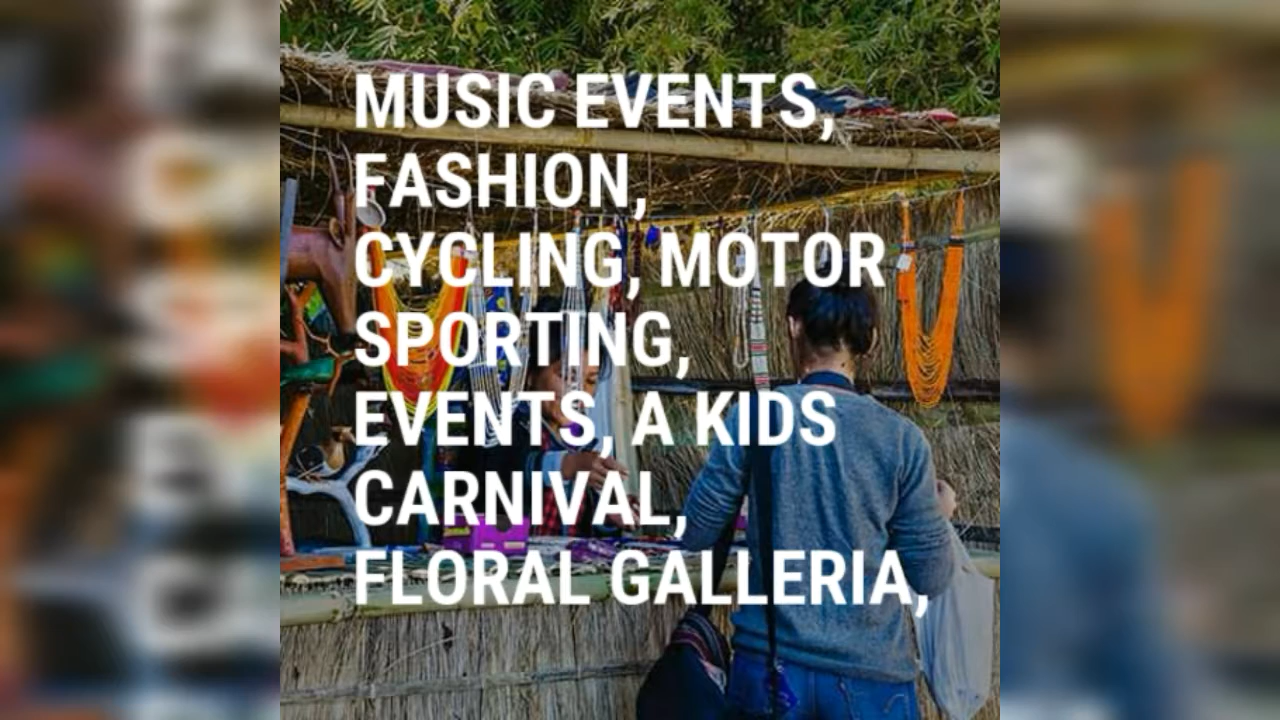 MUSIC EVENTS,
FASHION,
CYCLING, MOTOR
SPORTING,
EVENTS, A KIDS
CARNIVAL,
FLORAL GALLERIA,